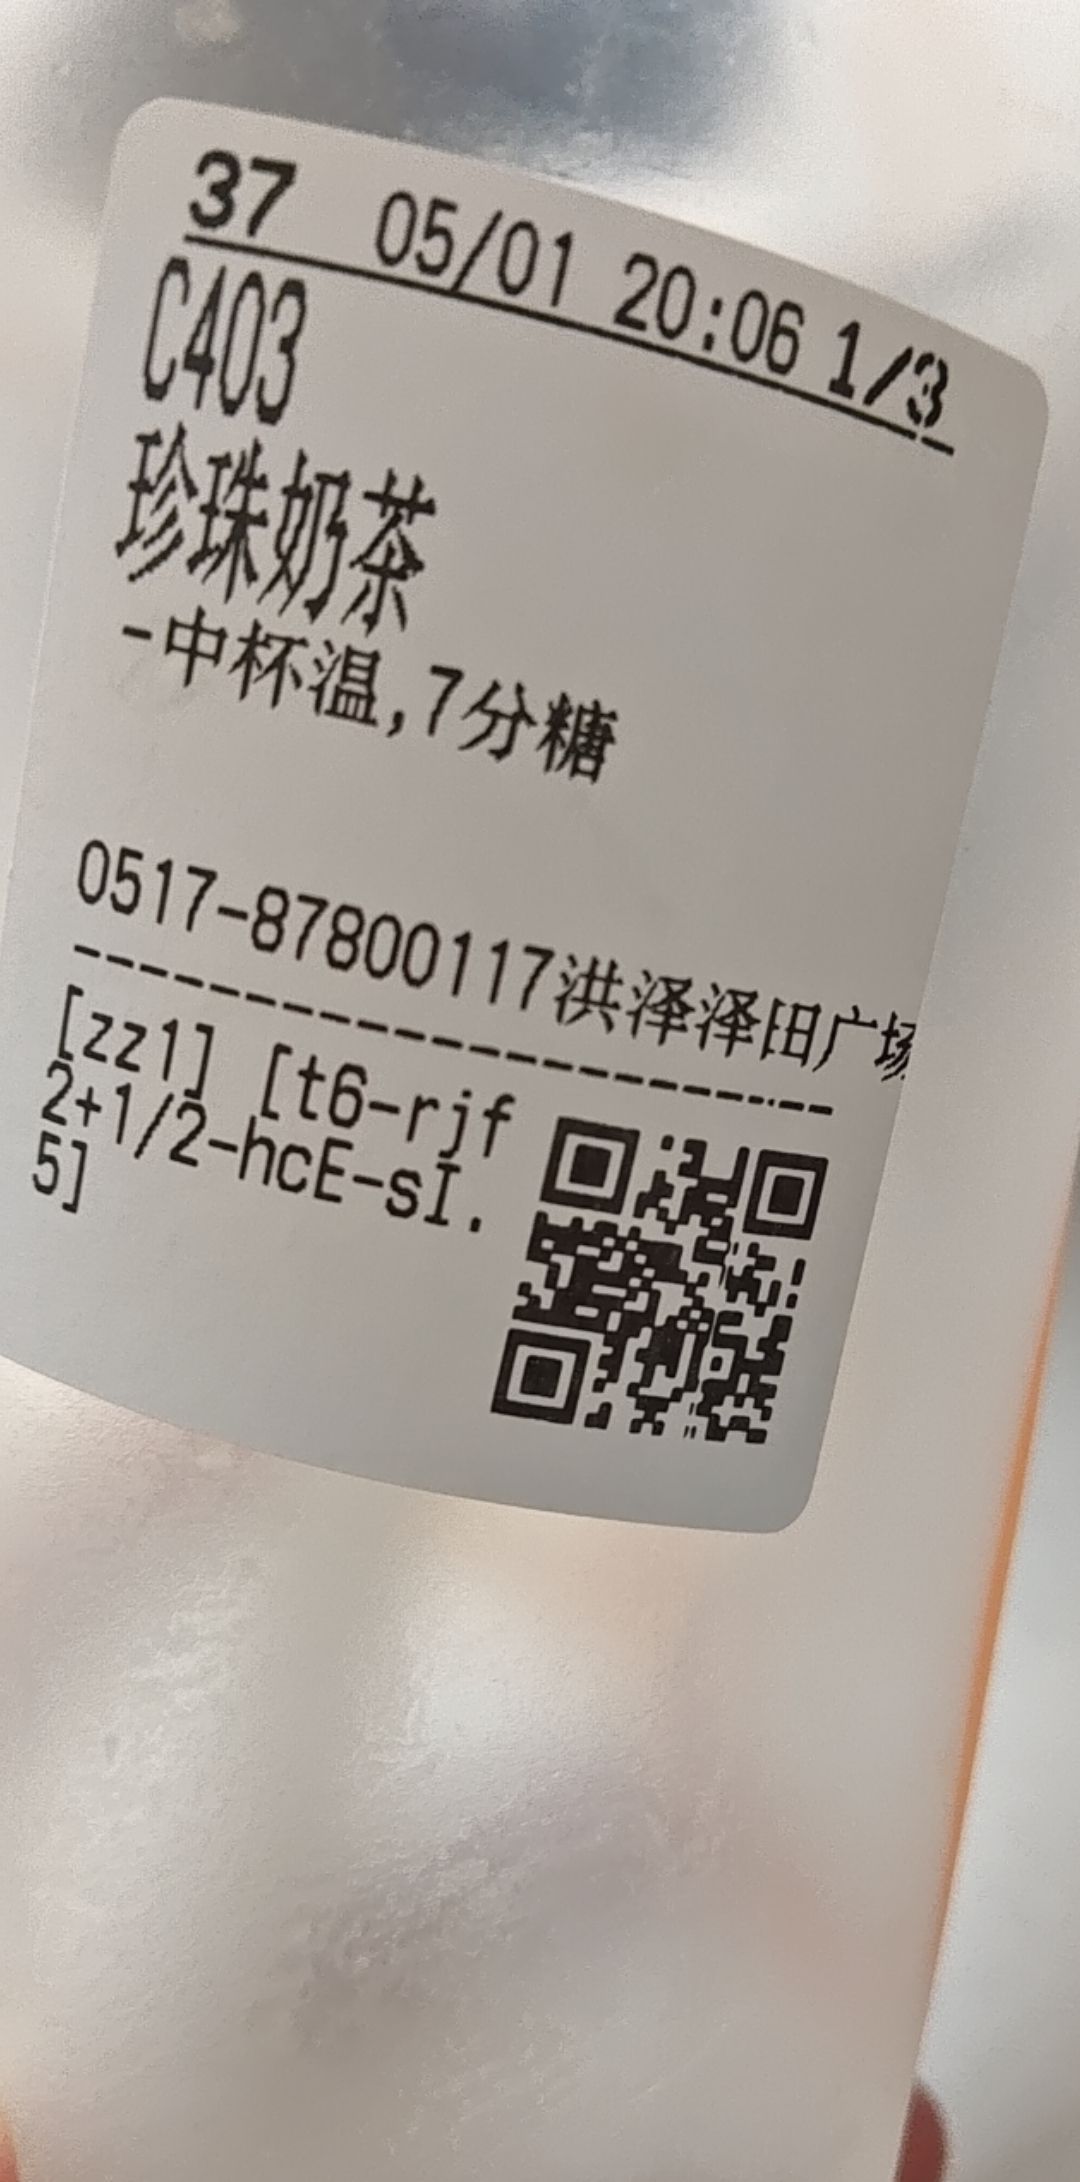 37 05/01 20:06 1/3
C403
珍珠奶茶
-中杯温,7分糖
0517-87800117洪泽泽田广场
[zz1] [t6-rjf
2+1/2-hcE-sI.
5]